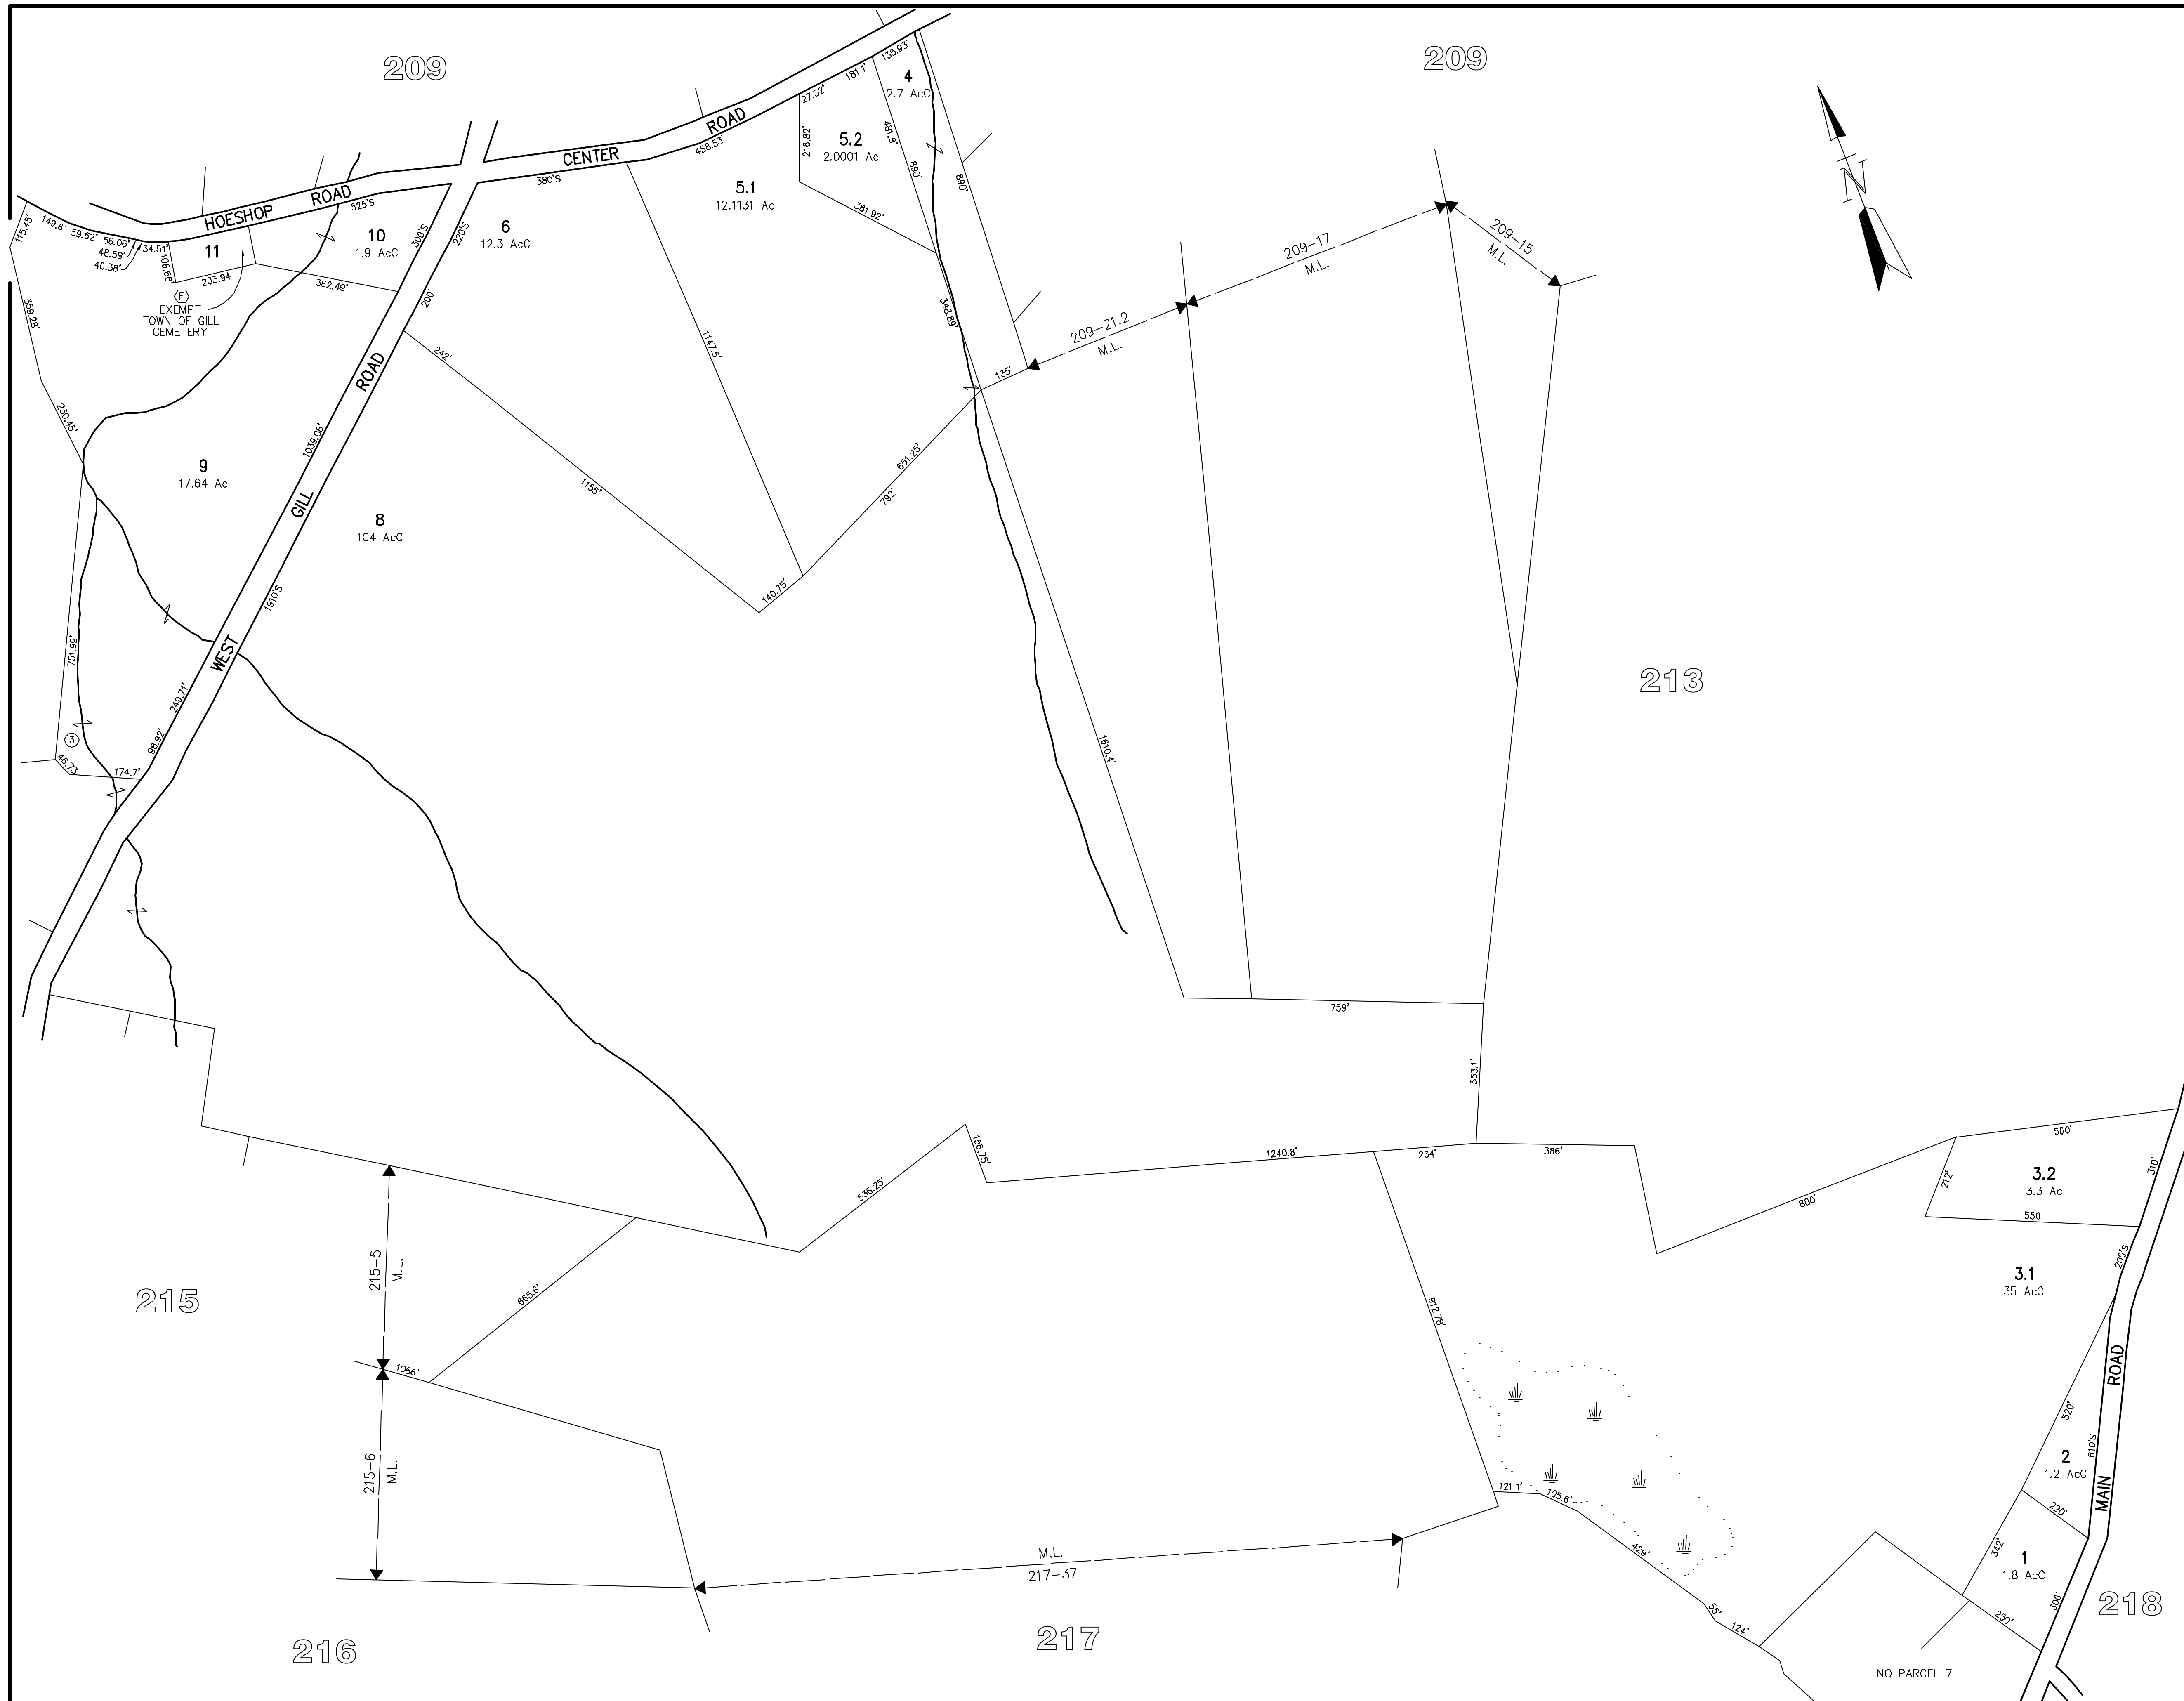 209
209
135.93'
181.1'
27.32'
4
2.7 AcC
ROAD
458.53'
216.82'
5.2
2.0001 Ac
481.8'
890'
890'
CENTER
380'S
5.1
12.1131 Ac
381.92'
HOESHOP ROAD
525'S
115.45'
149.6'
59.62'
56.06'
48.59'
40.38'
34.51'
106.66'
11
203.94'
10
1.9 AcC
300'S
220'S
6
12.3 AcC
362.49'
200'
E
EXEMPT
TOWN OF GILL
CEMETERY
359.28'
230.45'
348.89'
135'
209-21.2
M.L.
209-17
M.L.
209-15
M.L.
N
242'
1147.5'
1155'
651.25'
792'
140.75'
WEST GILL ROAD
1039.06'
9
17.64 Ac
8
104 AcC
1910'S
751.99'
249.71'
98.92'
3
46.73'
174.7'
213
1610.4'
759'
353.1'
156.75'
1240.8'
264'
386'
536.25'
800'
560'
212'
3.2
3.3 Ac
310'
550'
200'S
3.1
35 AcC
215
215-5
M.L.
665.6'
1066'
912.78'
215-6
M.L.
MAIN ROAD
520'
610'S
2
1.2 AcC
220'
121.1'
105.6'
429'
55'
124'
342'
1
1.8 AcC
306'
250'
M.L.
217-37
216
217
218
NO PARCEL 7